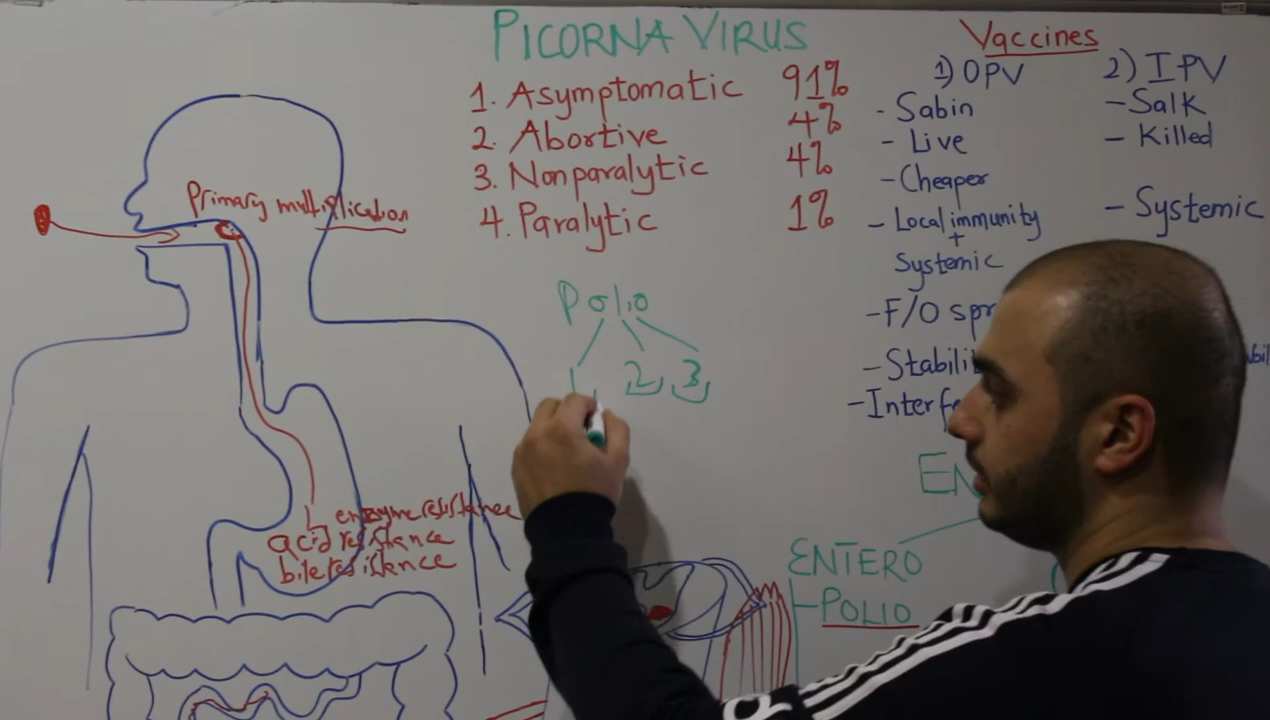 PICORNA VIRUS
1. Asymptomatic 91%
2. Abortive 4%
3. Nonparalytic 4%
4. Paralytic 1%
Polio
2 3
Vaccines
1) OPV
- Sabin
- Live
- Cheaper
- Local immunity
+
Systemic
- F/O
2) IPV
- Salk
- Killed
- Systemic
Primary multiplication
enzyme resistance
acid resistance
bile resistance
ENTERO
- POLIO